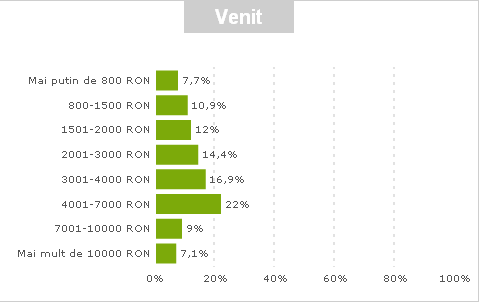 Venit
Mai putin de 800 RON 7,7%
800-1500 RON 10,9%
1501-2000 RON 12%
2001-3000 RON 14,4%
3001-4000 RON 16,9%
4001-7000 RON 22%
7001-10000 RON 9%
Mai mult de 10000 RON 7,1%
0% 20% 40% 60% 80% 100%